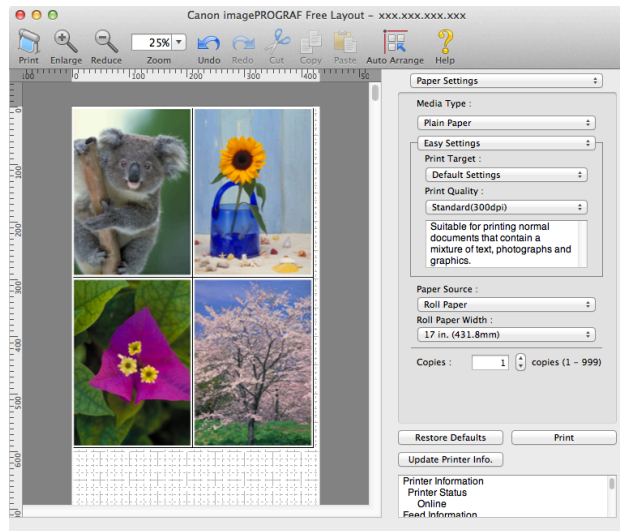 Canon imagePROGRAF Free Layout – xxx.xxx.xxx.xxx
25%
Print Enlarge Reduce Zoom Undo Redo Cut Copy Paste Auto Arrange Help
100 0 100 200 300 400
0
100
200
300
400
500
600
Paper Settings
Media Type :
Plain Paper
Easy Settings
Print Target :
Default Settings
Print Quality :
Standard(300dpi)
Suitable for printing normal
documents that contain a
mixture of text, photographs and
graphics.
Paper Source :
Roll Paper
Roll Paper Width :
17 in. (431.8mm)
Copies : 1 copies (1 – 999)
Restore Defaults Print
Update Printer Info.
Printer Information
Printer Status
Online
Feed Information